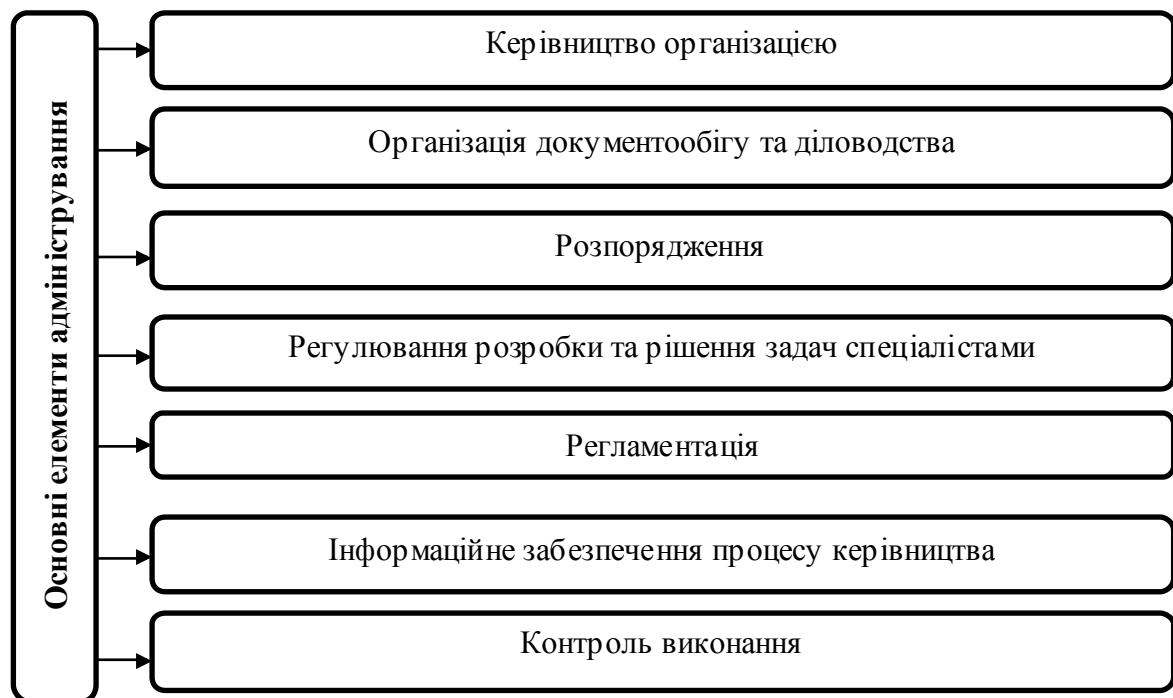 Основні елементи адміністрування
Керівництво організацією
Організація документообігу та діловодства
Розпорядження
Регулювання розробки та рішення задач спеціалістами
Регламентація
Інформаційне забезпечення процесу керівництва
Контроль виконання